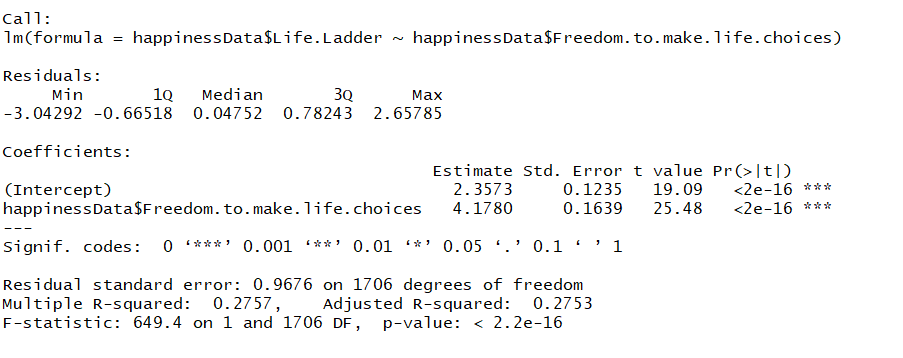 Call:
lm(formula = happinessData$Life.Ladder ~ happinessData$Freedom.to.make.life.choices)
Residuals:
Min 1Q Median 3Q Max
-3.04292 -0.66518 0.04752 0.78243 2.65785
Coefficients:
Estimate Std. Error t value Pr(>|t|)
(Intercept) 2.3573 0.1235 19.09 <2e-16 ***
happinessData$Freedom.to.make.life.choices 4.1780 0.1639 25.48 <2e-16 ***
---
Signif. codes: 0 ‘***’ 0.001 ‘**’ 0.01 ‘*’ 0.05 ‘.’ 0.1 ‘ ’ 1
Residual standard error: 0.9676 on 1706 degrees of freedom
Multiple R-squared: 0.2757, Adjusted R-squared: 0.2753
F-statistic: 649.4 on 1 and 1706 DF, p-value: < 2.2e-16